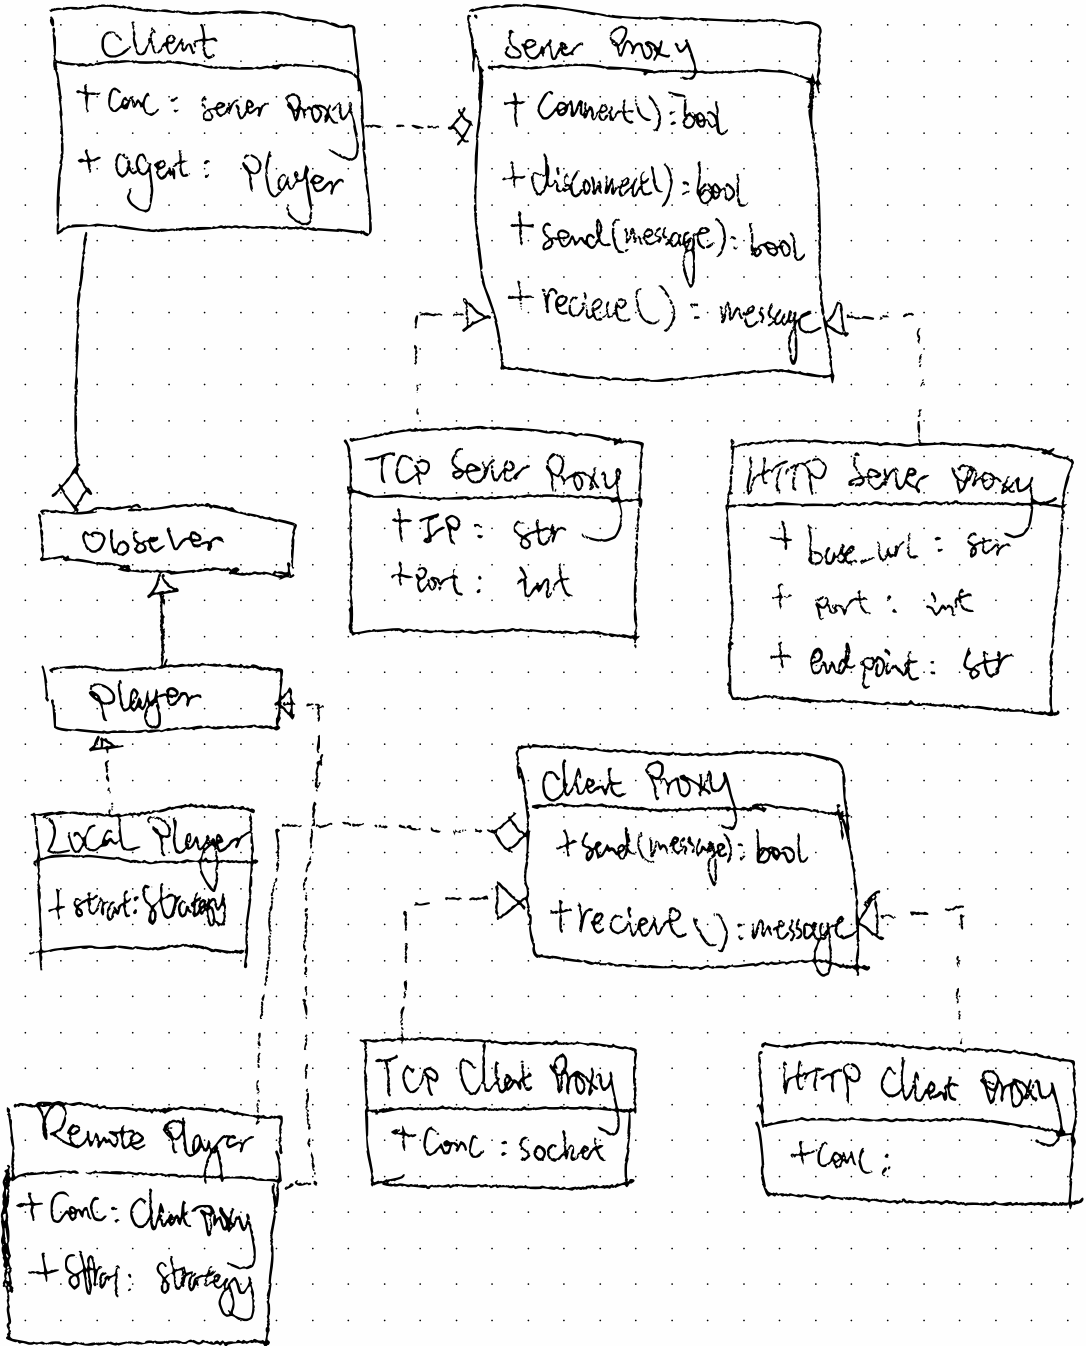 Client
+ conc : server Proxy
+ agent : Player
Server Proxy
+ Connect() : bool
+ disconnect() : bool
+ send(message) : bool
+ recieve() : message
TCP Server Proxy
+ IP : str
+ Port : int
HTTP Server Proxy
+ base_url : str
+ port : int
+ endpoint : str
Observer
Player
Local Player
+ strat : Strategy
Client Proxy
+ send(message) : bool
+ recieve() : message
TCP Client Proxy
+ Conc : socket
HTTP Client Proxy
+ Conc :
Remote Player
+ Conc : Client Proxy
+ Strat : strategy